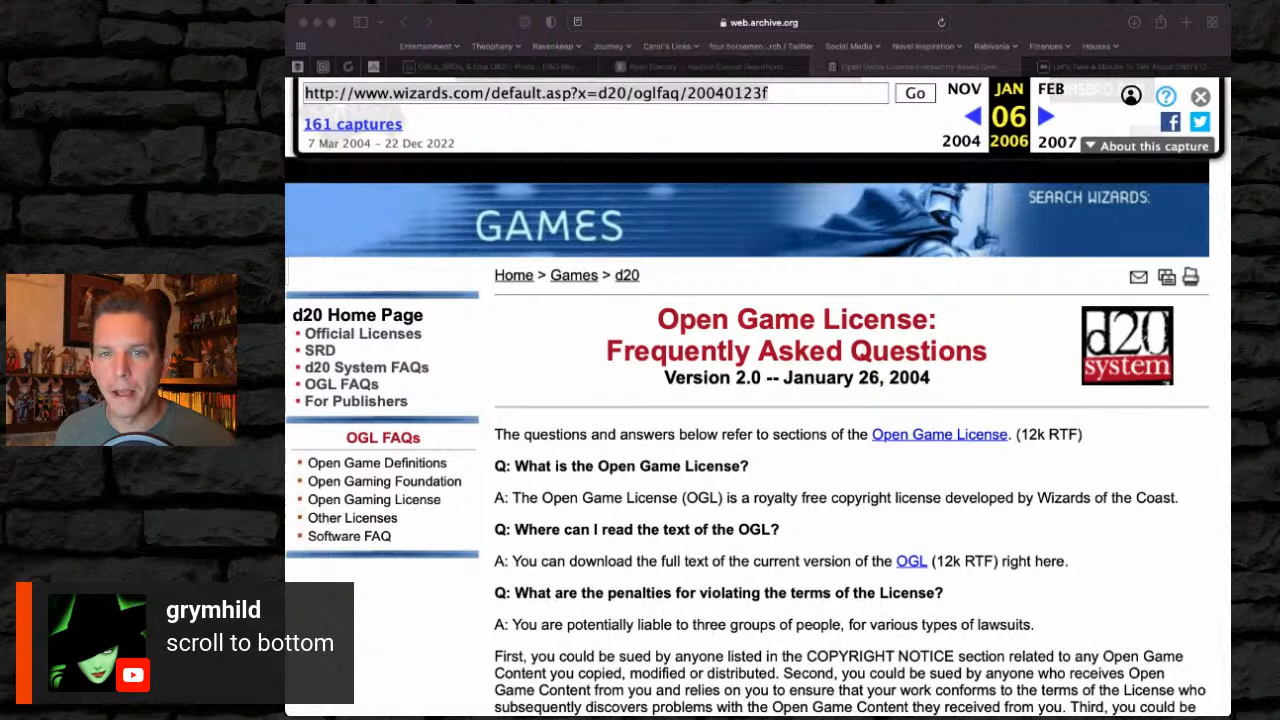 web.archive.org
Entertainment
Theophany
Ravenkeep
Journey
Carol's Links
four horsemen...rch / Twitter
Social Media
Novel Inspiration
Rabivania
Finances
Houses
http://www.wizards.com/default.asp?x=d20/oglfaq/20040123f
Go
NOV
JAN
FEB
161 captures
06
7 Mar 2004 – 22 Dec 2022
2004
2006
2007
About this capture
GAMES
SEARCH WIZARDS:
Home > Games > d20
d20 Home Page
Official Licenses
SRD
d20 System FAQs
OGL FAQs
For Publishers
OGL FAQs
Open Game Definitions
Open Gaming Foundation
Open Gaming License
Other Licenses
Software FAQ
Open Game License:
Frequently Asked Questions
Version 2.0 -- January 26, 2004
d20
system
The questions and answers below refer to sections of the Open Game License. (12k RTF)
Q: What is the Open Game License?
A: The Open Game License (OGL) is a royalty free copyright license developed by Wizards of the Coast.
Q: Where can I read the text of the OGL?
A: You can download the full text of the current version of the OGL (12k RTF) right here.
Q: What are the penalties for violating the terms of the License?
A: You are potentially liable to three groups of people, for various types of lawsuits.
First, you could be sued by anyone listed in the COPYRIGHT NOTICE section related to any Open Game
Content you copied, modified or distributed. Second, you could be sued by anyone who receives Open
Game Content from you and relies on you to ensure that your work conforms to the terms of the License who
subsequently discovers problems with the Open Game Content they received from you. Third, you could be
grymhild
scroll to bottom